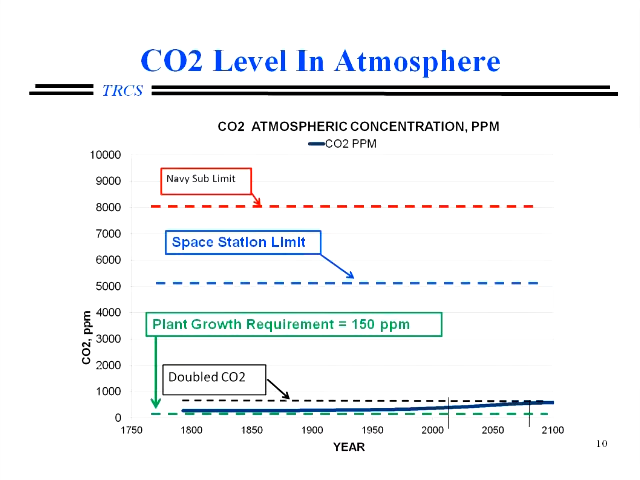 CO2 Level In Atmosphere
TRCS
CO2 ATMOSPHERIC CONCENTRATION, PPM
CO2 PPM
10000
9000
8000
7000
6000
5000
4000
3000
2000
1000
0
CO2, ppm
Navy Sub Limit
Space Station Limit
Plant Growth Requirement = 150 ppm
Doubled CO2
1750 1800 1850 1900 1950 2000 2050 2100
YEAR
10